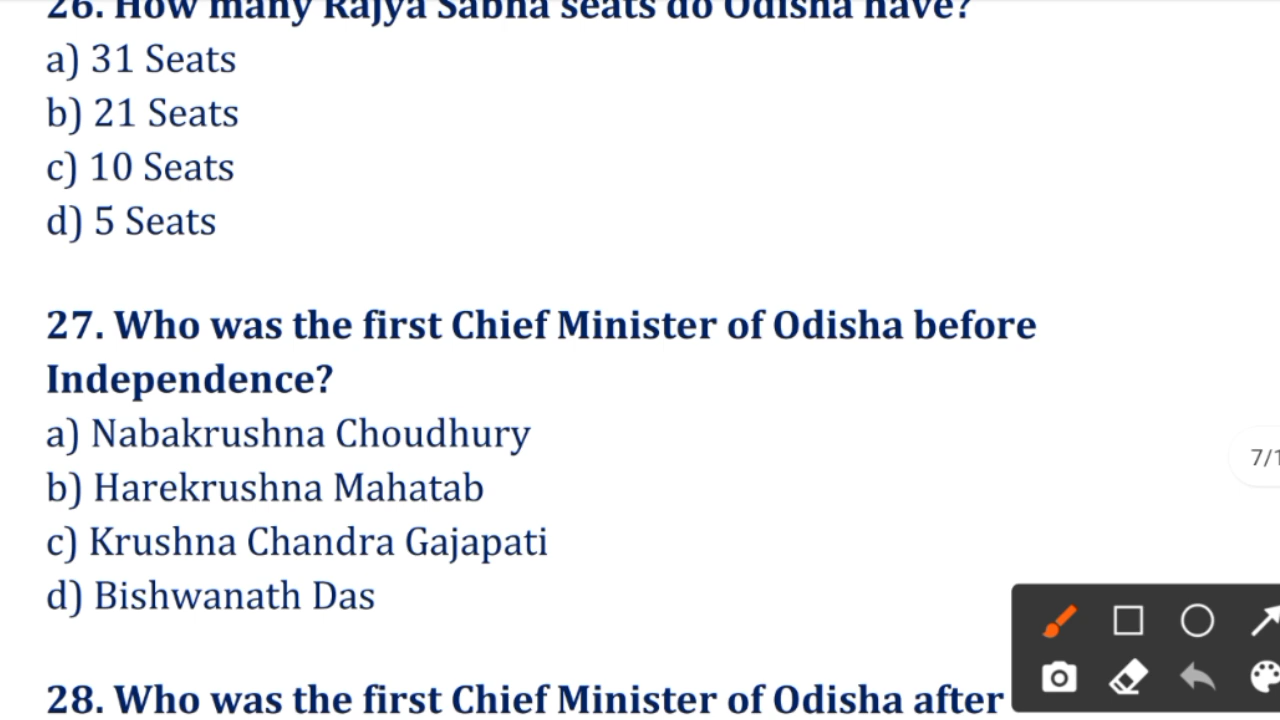 26. How many Rajya Sabha seats do Odisha have?
a) 31 Seats
b) 21 Seats
c) 10 Seats
d) 5 Seats
27. Who was the first Chief Minister of Odisha before
Independence?
a) Nabakrushna Choudhury
b) Harekrushna Mahatab
c) Krushna Chandra Gajapati
d) Bishwanath Das
7/1
28. Who was the first Chief Minister of Odisha after